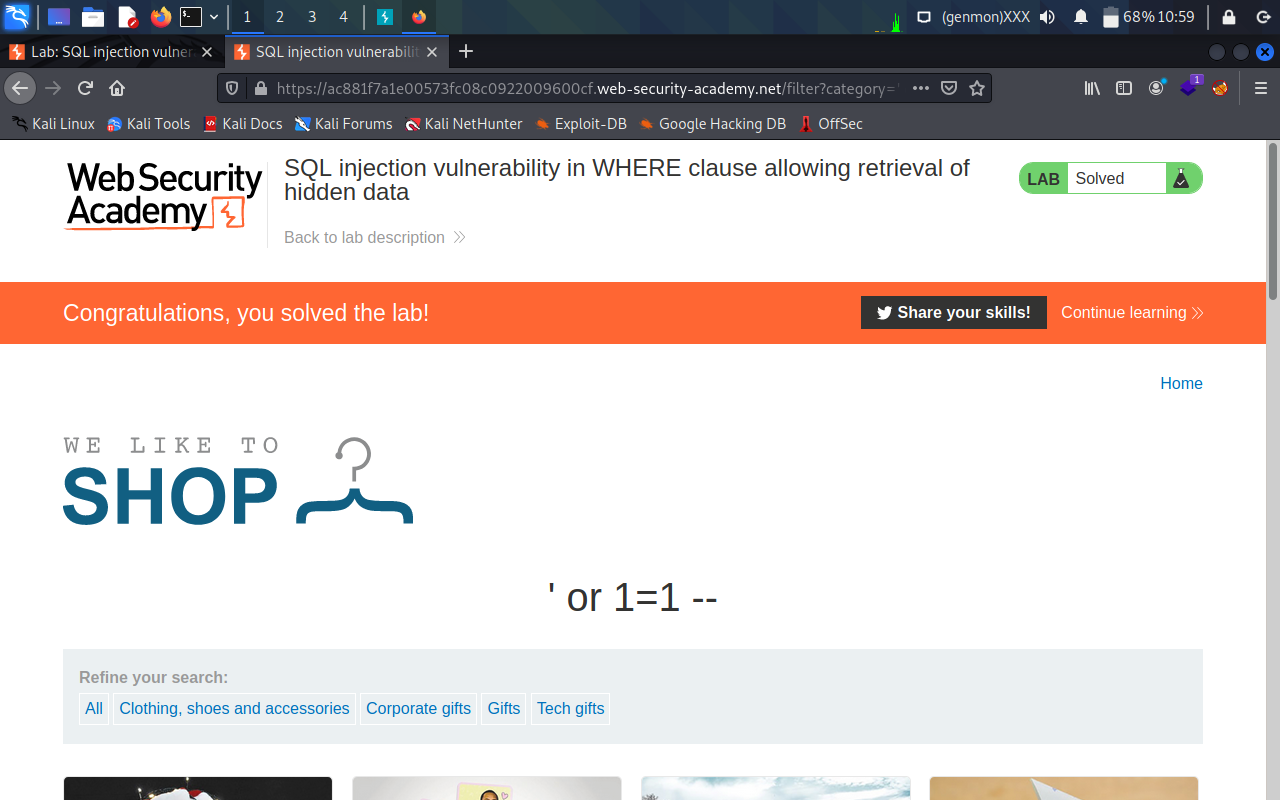 1 2 3 4 (genmon)XXX 68% 10:59
Lab: SQL injection vulner SQL injection vulnerabilit
https://ac881f7a1e00573fc08c0922009600cf.web-security-academy.net/filter?category='
1
Kali Linux Kali Tools Kali Docs Kali Forums Kali NetHunter Exploit-DB Google Hacking DB OffSec
Web Security
Academy
SQL injection vulnerability in WHERE clause allowing retrieval of
hidden data
LAB Solved
Back to lab description
Congratulations, you solved the lab!
Share your skills!
Continue learning
Home
WE LIKE TO
SHOP
' or 1=1 --
Refine your search:
All Clothing, shoes and accessories Corporate gifts Gifts Tech gifts